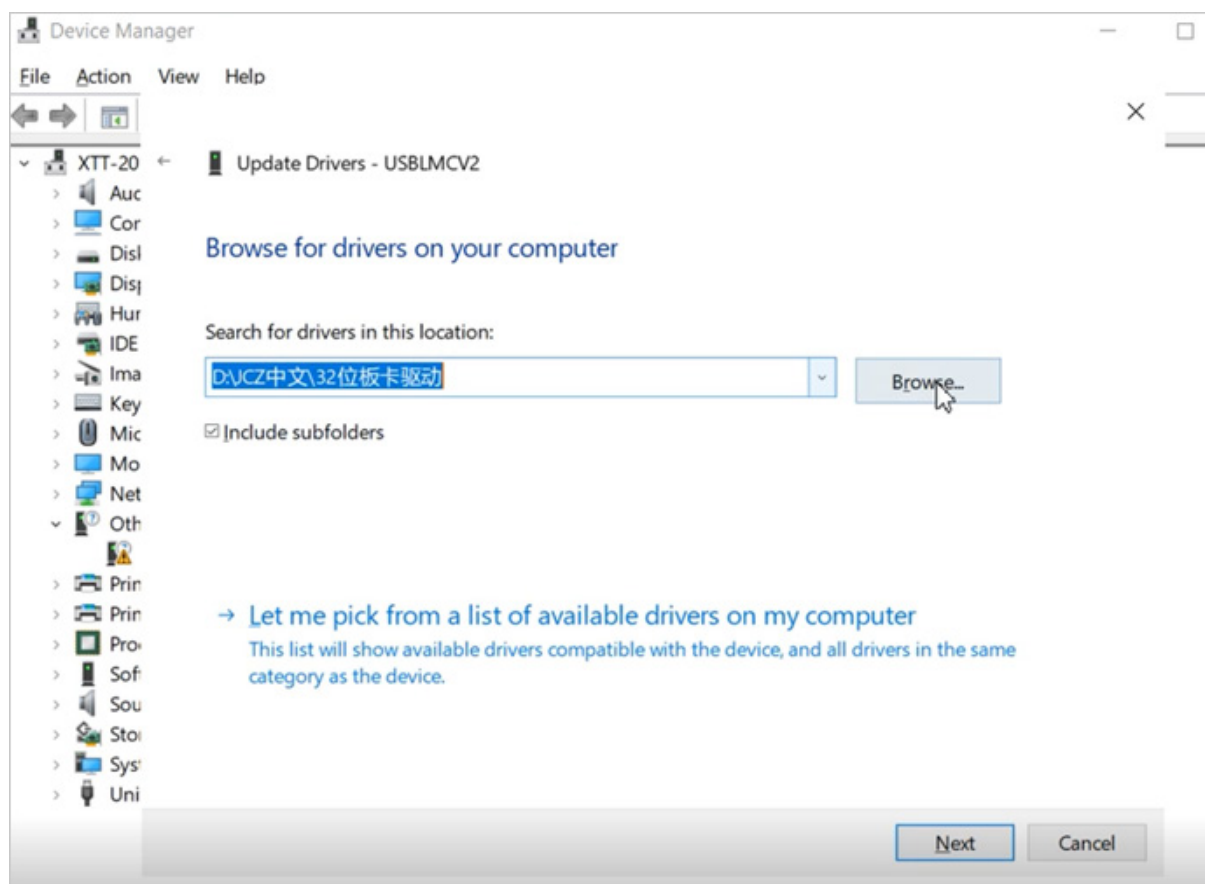 Device Manager
File Action View Help
XTT-20
Update Drivers - USBLMCV2
Auc
Cor
Disl
Browse for drivers on your computer
Disp
Hur
Search for drivers in this location:
IDE
Ima
D:\JCZ中文\32位板卡驱动
Browse...
Key
Mic
Include subfolders
Mo
Net
Oth
Prin
Prin
Let me pick from a list of available drivers on my computer
Pro
This list will show available drivers compatible with the device, and all drivers in the same
category as the device.
Sof
Sou
Sto
Sys
Uni
Next Cancel